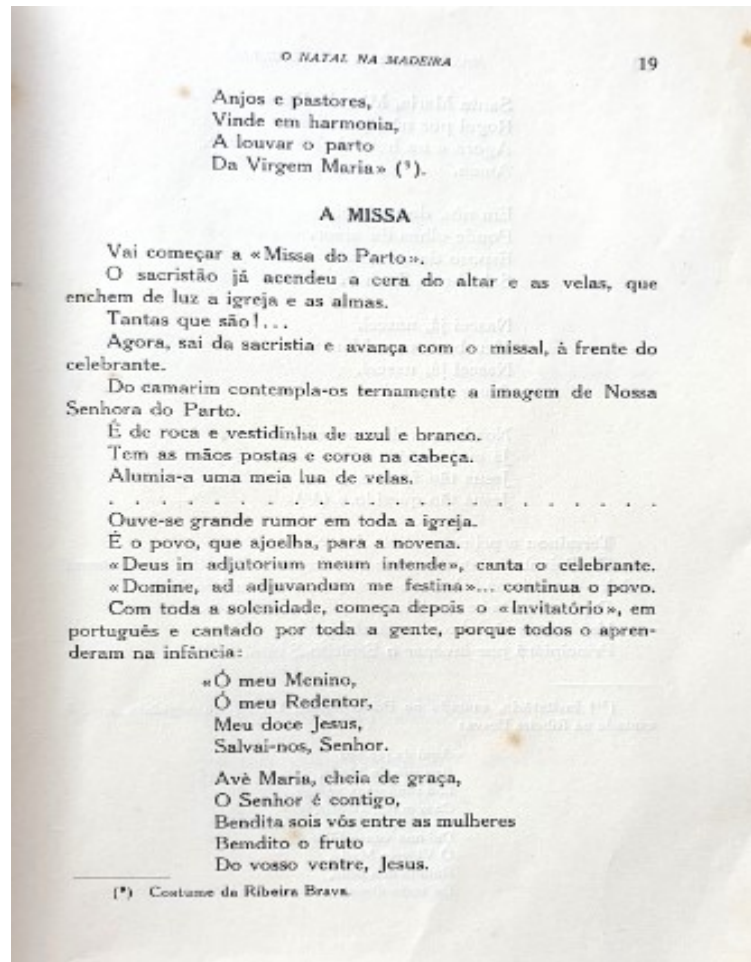 O NATAL NA MADEIRA 19
Anjos e pastores,
Vinde em harmonia,
A louvar o parto
Da Virgem Maria» (⁹).
A MISSA
Vai começar a «Missa do Parto».
O sacristão já acendeu a cera do altar e as velas, que
enchem de luz a igreja e as almas.
Tantas que são!...
Agora, sai da sacristia e avança com o missal, à frente do
celebrante.
Do camarim contempla-os ternamente a imagem de Nossa
Senhora do Parto.
É de roca e vestidinha de azul e branco.
Tem as mãos postas e coroa na cabeça.
Alumia-a uma meia lua de velas.
. . . . . . . . . . . . . . . . . . . . . . . .
Ouve-se grande rumor em toda a igreja.
É o povo, que ajoelha, para a novena.
«Deus in adjutorium meum intende», canta o celebrante.
«Domine, ad adjuvandum me festina»... continua o povo.
Com toda a solenidade, começa depois o «Invitatório», em
português e cantado por toda a gente, porque todos o apren-
deram na infância:
«Ó meu Menino,
Ó meu Redentor,
Meu doce Jesus,
Salvai-nos, Senhor.
Avè Maria, cheia de graça,
O Senhor é contigo,
Bendita sois vós entre as mulheres
Bemdito o fruto
Do vosso ventre, Jesus.
(⁹) Costume da Ribeira Brava.